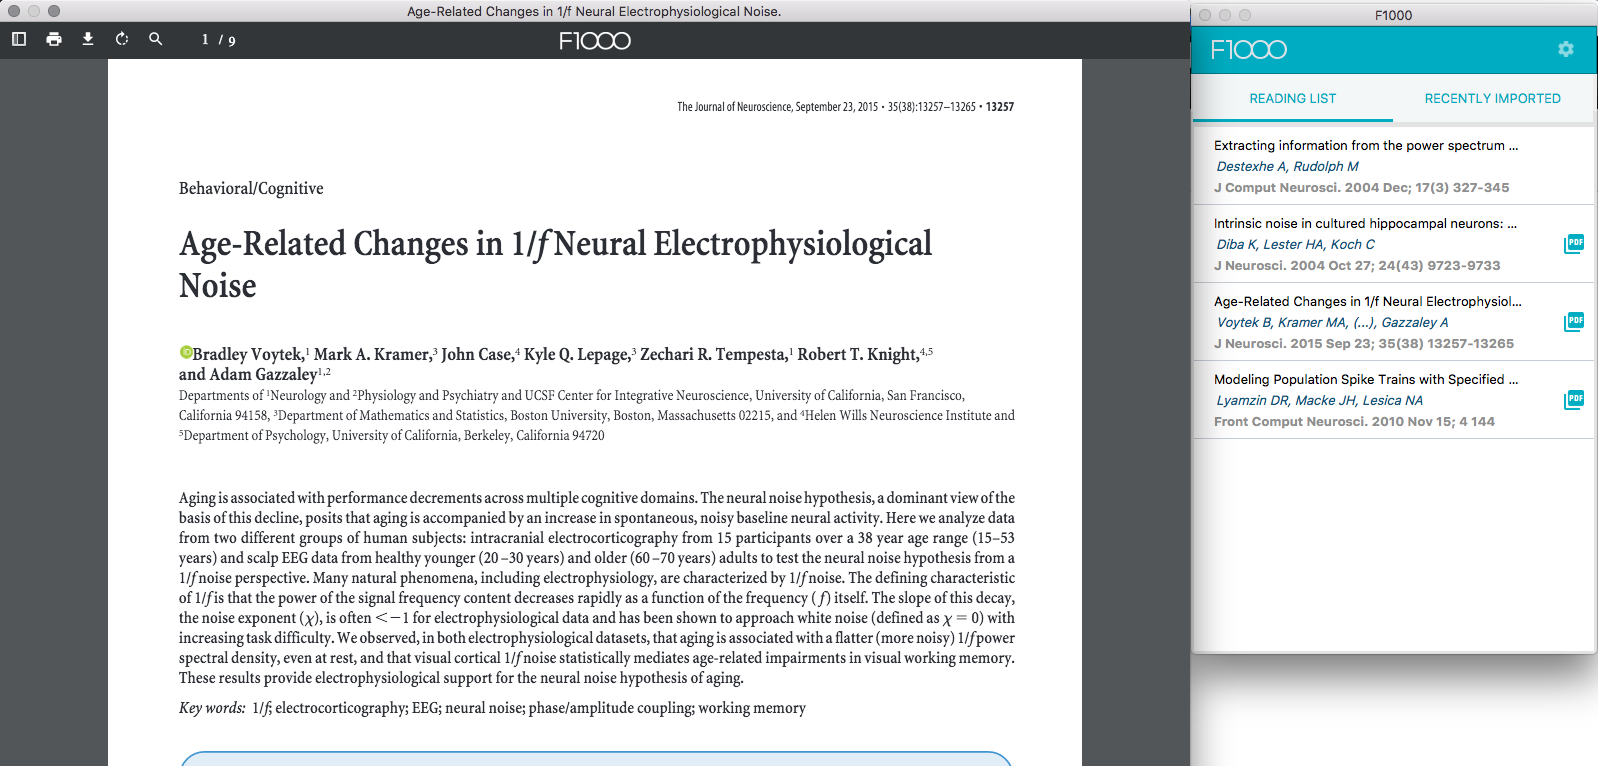 Age-Related Changes in 1/f Neural Electrophysiological Noise.
1 / 9
F1000
The Journal of Neuroscience, September 23, 2015 • 35(38):13257–13265 • 13257
Behavioral/Cognitive
Age-Related Changes in 1/f Neural Electrophysiological
Noise
iD Bradley Voytek,1 Mark A. Kramer,3 John Case,4 Kyle Q. Lepage,3 Zechari R. Tempesta,1 Robert T. Knight,4,5
and Adam Gazzaley1,2
Departments of 1Neurology and 2Physiology and Psychiatry and UCSF Center for Integrative Neuroscience, University of California, San Francisco,
California 94158, 3Department of Mathematics and Statistics, Boston University, Boston, Massachusetts 02215, and 4Helen Wills Neuroscience Institute and
5Department of Psychology, University of California, Berkeley, California 94720
Aging is associated with performance decrements across multiple cognitive domains. The neural noise hypothesis, a dominant view of the
basis of this decline, posits that aging is accompanied by an increase in spontaneous, noisy baseline neural activity. Here we analyze data
from two different groups of human subjects: intracranial electrocorticography from 15 participants over a 38 year age range (15–53
years) and scalp EEG data from healthy younger (20–30 years) and older (60–70 years) adults to test the neural noise hypothesis from a
1/f noise perspective. Many natural phenomena, including electrophysiology, are characterized by 1/f noise. The defining characteristic
of 1/f is that the power of the signal frequency content decreases rapidly as a function of the frequency (f) itself. The slope of this decay,
the noise exponent (χ), is often <−1 for electrophysiological data and has been shown to approach white noise (defined as χ = 0) with
increasing task difficulty. We observed, in both electrophysiological datasets, that aging is associated with a flatter (more noisy) 1/f power
spectral density, even at rest, and that visual cortical 1/f noise statistically mediates age-related impairments in visual working memory.
These results provide electrophysiological support for the neural noise hypothesis of aging.
Key words: 1/f; electrocorticography; EEG; neural noise; phase/amplitude coupling; working memory
F1000
F1000
READING LIST
RECENTLY IMPORTED
Extracting information from the power spectrum ...
Destexhe A, Rudolph M
J Comput Neurosci. 2004 Dec; 17(3) 327-345
Intrinsic noise in cultured hippocampal neurons: ...
Diba K, Lester HA, Koch C
PDF
J Neurosci. 2004 Oct 27; 24(43) 9723-9733
Age-Related Changes in 1/f Neural Electrophysiol...
Voytek B, Kramer MA, (...), Gazzaley A
PDF
J Neurosci. 2015 Sep 23; 35(38) 13257-13265
Modeling Population Spike Trains with Specified ...
Lyamzin DR, Macke JH, Lesica NA
PDF
Front Comput Neurosci. 2010 Nov 15; 4 144